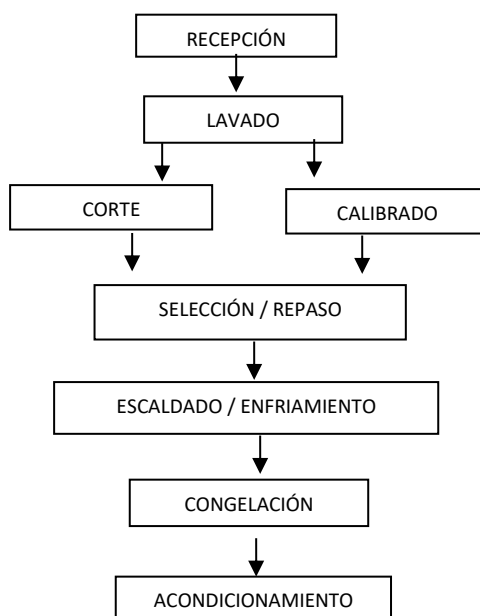 RECEPCIÓN
LAVADO
CORTE
CALIBRADO
SELECCIÓN / REPASO
ESCALDADO / ENFRIAMIENTO
CONGELACIÓN
ACONDICIONAMIENTO